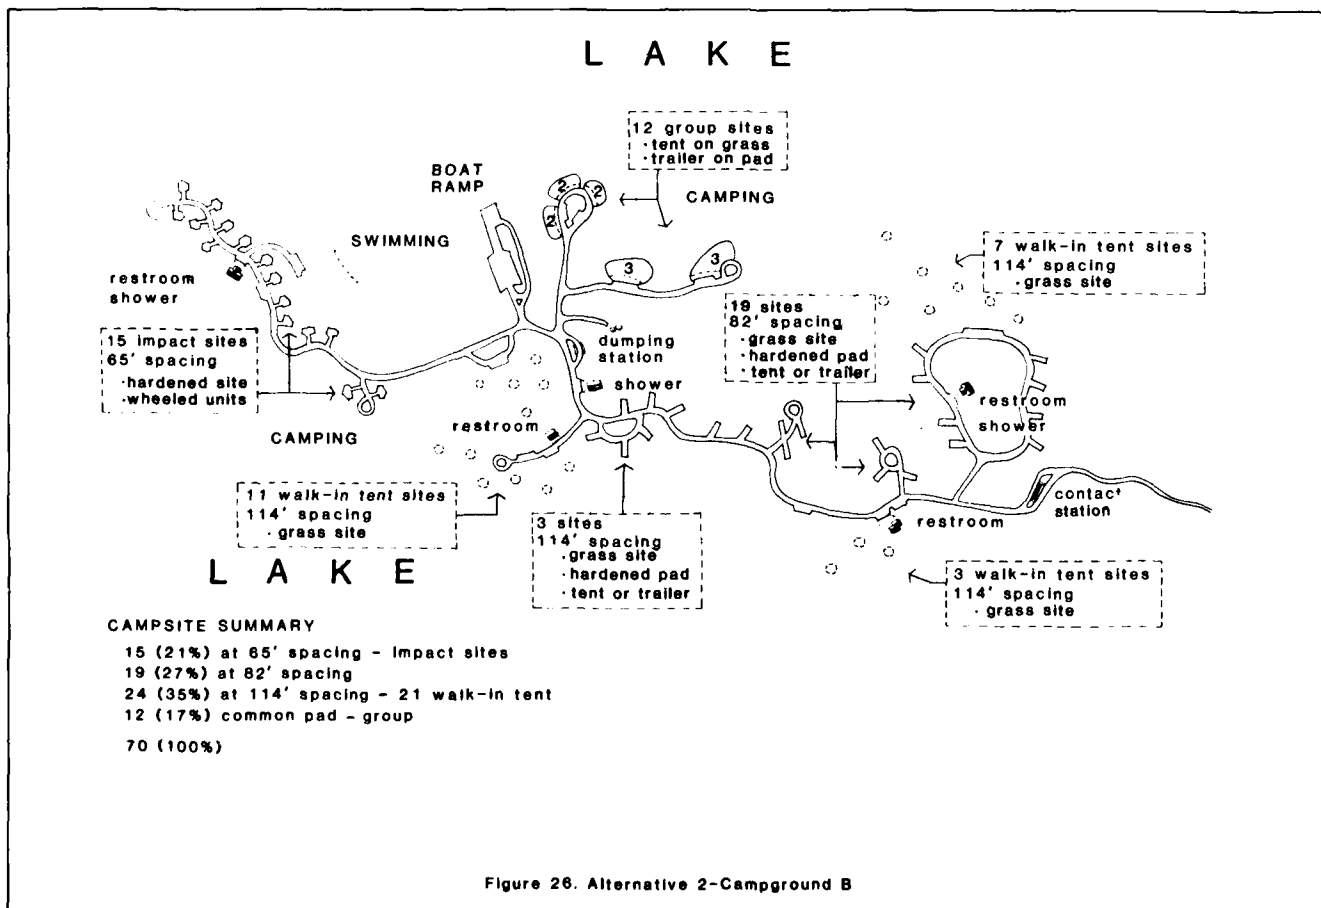 L A K E
12 group sites
·tent on grass
·trailer on pad
BOAT
RAMP
2
2
2
CAMPING
SWIMMING
3
3
7 walk-in tent sites
114' spacing
·grass site
restroom
shower
19 sites
82' spacing
·grass site
·hardened pad
·tent or trailer
15 impact sites
65' spacing
·hardened site
·wheeled units
dumping
station
shower
restroom
shower
CAMPING
restroom
11 walk-in tent sites
114' spacing
· grass site
3 sites
114' spacing
·grass site
·hardened pad
·tent or trailer
contact
station
restroom
3 walk-in tent sites
114' spacing
· grass site
L A K E
CAMPSITE SUMMARY
15 (21%) at 65' spacing - Impact sites
19 (27%) at 82' spacing
24 (35%) at 114' spacing - 21 walk-in tent
12 (17%) common pad - group
70 (100%)
Figure 26. Alternative 2-Campground B